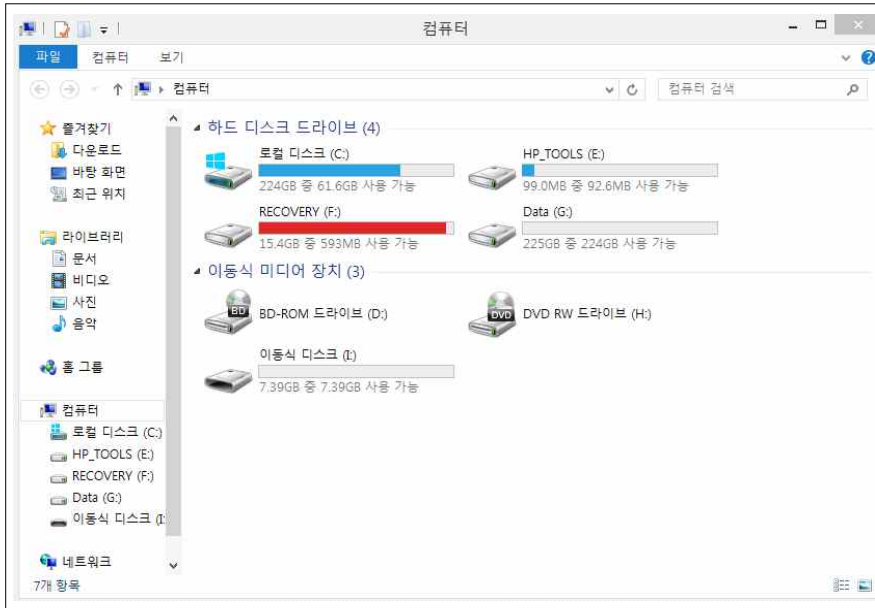 컴퓨터
파일 컴퓨터 보기
컴퓨터 컴퓨터 검색
즐겨찾기
다운로드
바탕 화면
최근 위치
라이브러리
문서
비디오
사진
음악
홈 그룹
컴퓨터
로컬 디스크 (C:)
HP_TOOLS (E:)
RECOVERY (F:)
Data (G:)
이동식 디스크 (I:
네트워크
하드 디스크 드라이브 (4)
로컬 디스크 (C:)
224GB 중 61.6GB 사용 가능
HP_TOOLS (E:)
99.0MB 중 92.6MB 사용 가능
RECOVERY (F:)
15.4GB 중 593MB 사용 가능
Data (G:)
225GB 중 224GB 사용 가능
이동식 미디어 장치 (3)
BD
BD-ROM 드라이브 (D:)
DVD
DVD RW 드라이브 (H:)
이동식 디스크 (I:)
7.39GB 중 7.39GB 사용 가능
7개 항목